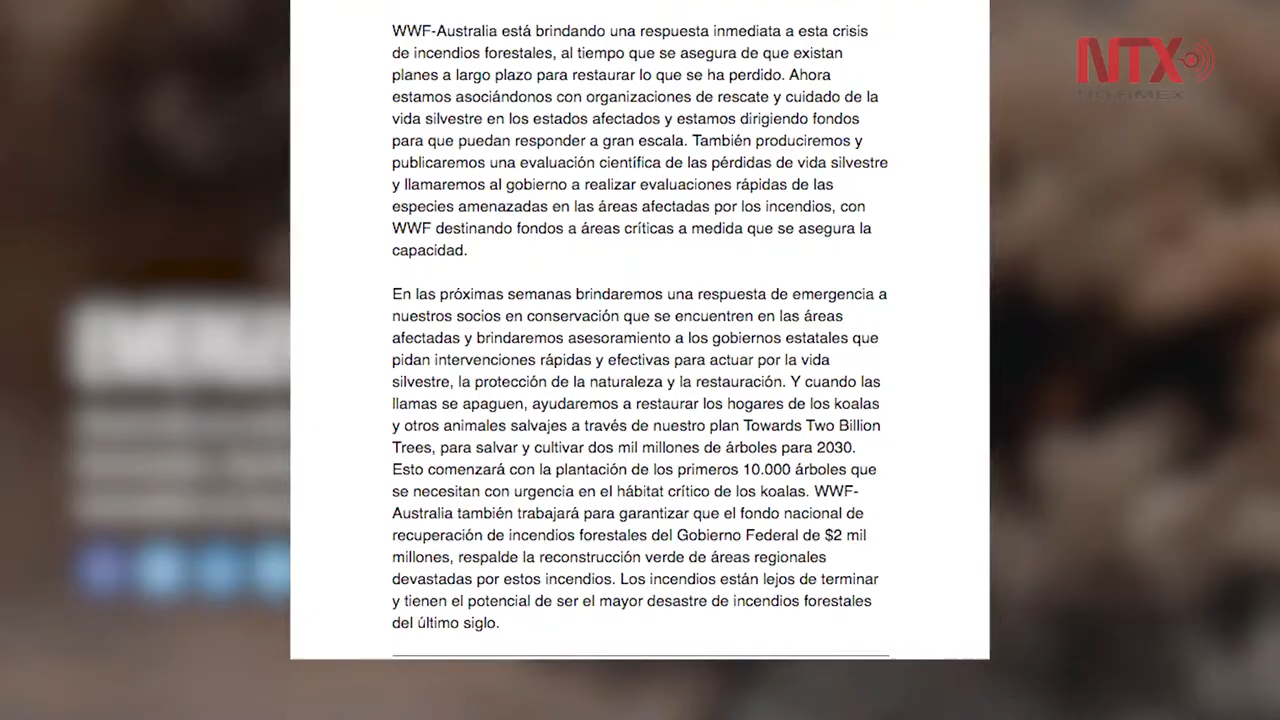 WWF-Australia está brindando una respuesta inmediata a esta crisis
de incendios forestales, al tiempo que se asegura de que existan
planes a largo plazo para restaurar lo que se ha perdido. Ahora
estamos asociándonos con organizaciones de rescate y cuidado de la
vida silvestre en los estados afectados y estamos dirigiendo fondos
para que puedan responder a gran escala. También produciremos y
publicaremos una evaluación científica de las pérdidas de vida silvestre
y llamaremos al gobierno a realizar evaluaciones rápidas de las
especies amenazadas en las áreas afectadas por los incendios, con
WWF destinando fondos a áreas críticas a medida que se asegura la
capacidad.
En las próximas semanas brindaremos una respuesta de emergencia a
nuestros socios en conservación que se encuentren en las áreas
afectadas y brindaremos asesoramiento a los gobiernos estatales que
pidan intervenciones rápidas y efectivas para actuar por la vida
silvestre, la protección de la naturaleza y la restauración. Y cuando las
llamas se apaguen, ayudaremos a restaurar los hogares de los koalas
y otros animales salvajes a través de nuestro plan Towards Two Billion
Trees, para salvar y cultivar dos mil millones de árboles para 2030.
Esto comenzará con la plantación de los primeros 10.000 árboles que
se necesitan con urgencia en el hábitat crítico de los koalas. WWF-
Australia también trabajará para garantizar que el fondo nacional de
recuperación de incendios forestales del Gobierno Federal de $2 mil
millones, respalde la reconstrucción verde de áreas regionales
devastadas por estos incendios. Los incendios están lejos de terminar
y tienen el potencial de ser el mayor desastre de incendios forestales
del último siglo.
NTX
NOTIMEX